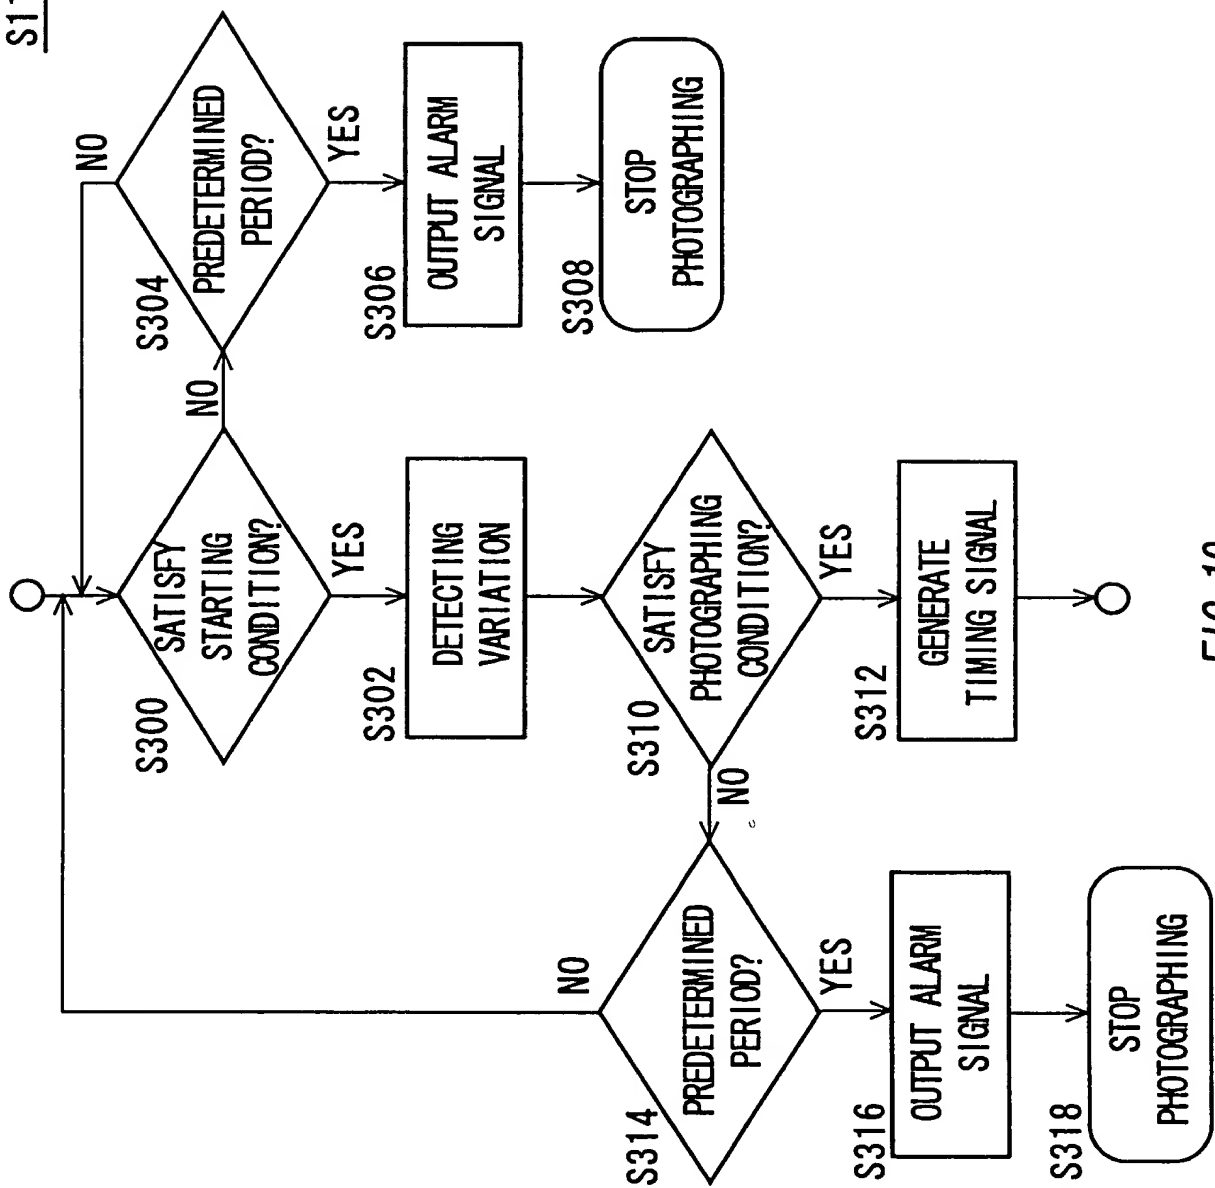 NO
PREDETERMINED
PERIOD?
S304
YES
OUTPUT ALARM
SIGNAL
S306
STOP
PHOTOGRAPHING
S308
NO
SATISFY
STARTING
CONDITION?
S300
YES
DETECTING
VARIATION
S302
SATISFY
PHOTOGRAPHING
CONDITION?
S310
YES
GENERATE
TIMING SIGNAL
S312
NO
NO
PREDETERMINED
PERIOD?
S314
YES
OUTPUT ALARM
SIGNAL
S316
STOP
PHOTOGRAPHING
S318
FIG.